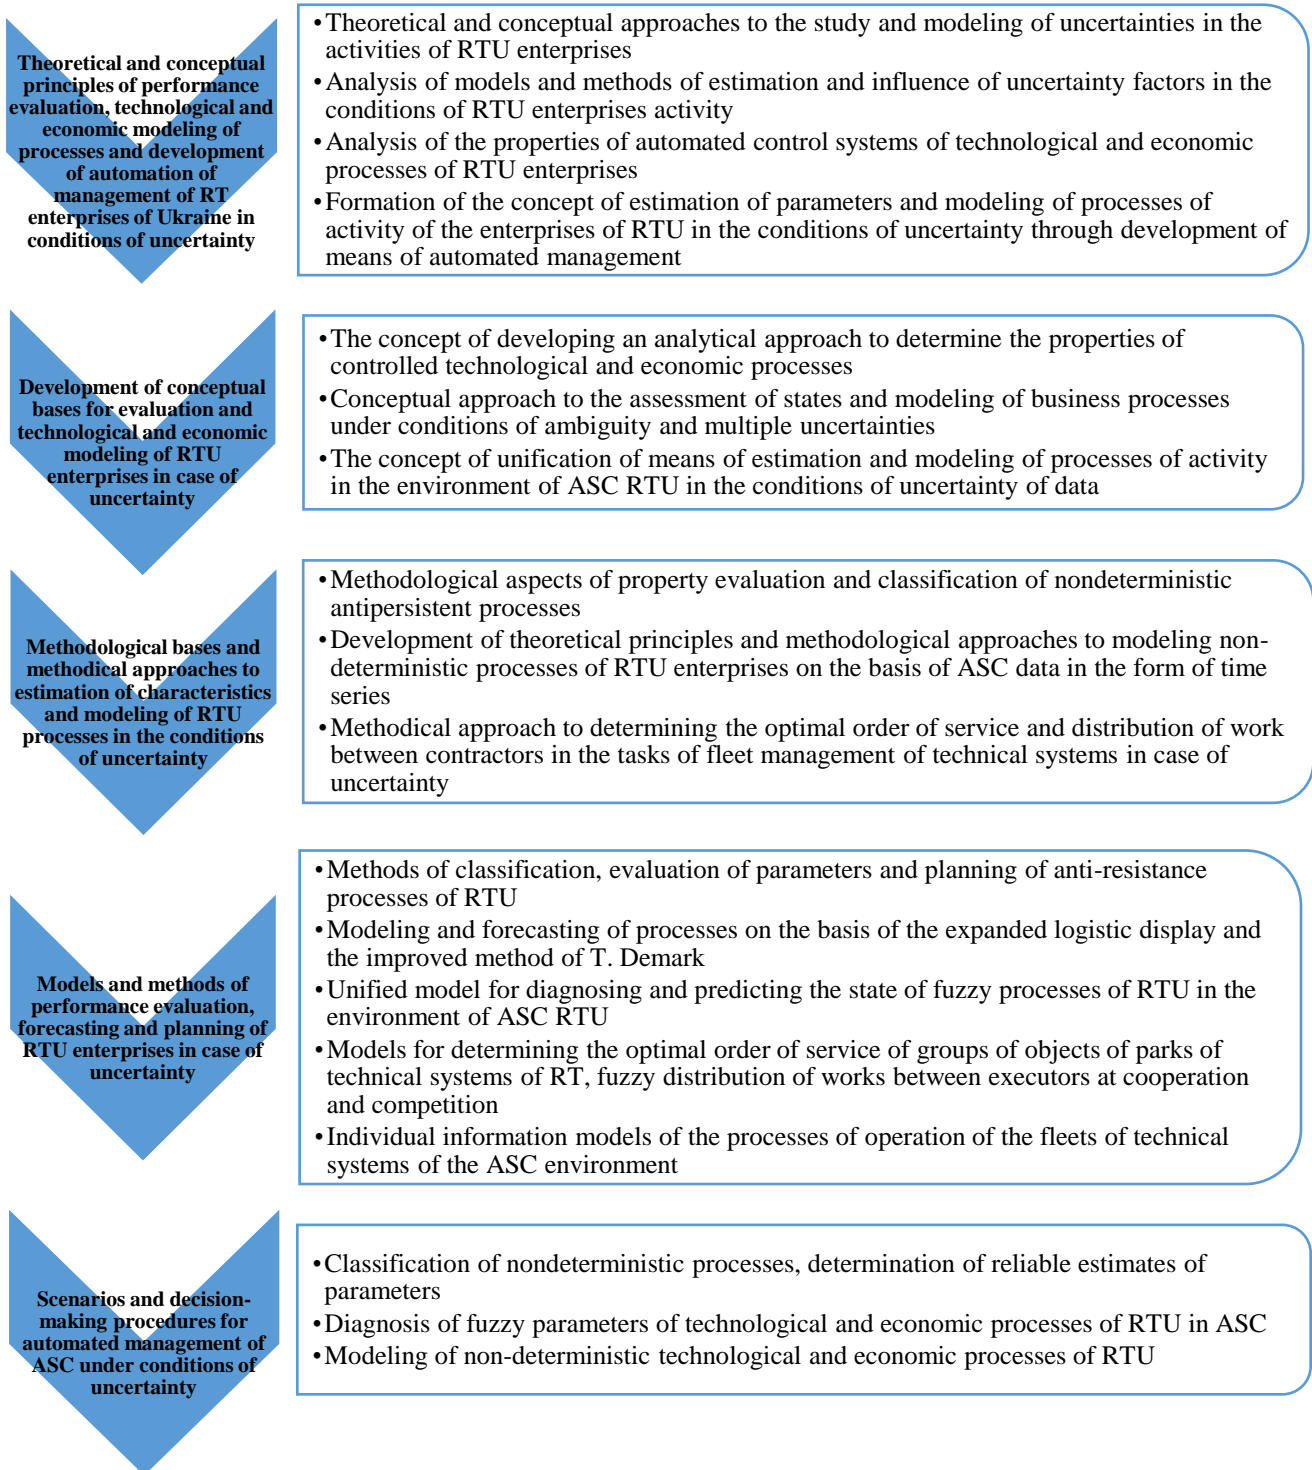 Theoretical and conceptual
principles of performance
evaluation, technological and
economic modeling of
processes and development
of automation of
management of RT
enterprises of Ukraine in
conditions of uncertainty
•Theoretical and conceptual approaches to the study and modeling of uncertainties in the
activities of RTU enterprises
•Analysis of models and methods of estimation and influence of uncertainty factors in the
conditions of RTU enterprises activity
•Analysis of the properties of automated control systems of technological and economic
processes of RTU enterprises
•Formation of the concept of estimation of parameters and modeling of processes of
activity of the enterprises of RTU in the conditions of uncertainty through development of
means of automated management
Development of conceptual
bases for evaluation and
technological and economic
modeling of RTU
enterprises in case of
uncertainty
•The concept of developing an analytical approach to determine the properties of
controlled technological and economic processes
•Conceptual approach to the assessment of states and modeling of business processes
under conditions of ambiguity and multiple uncertainties
•The concept of unification of means of estimation and modeling of processes of activity
in the environment of ASC RTU in the conditions of uncertainty of data
Methodological bases and
methodical approaches to
estimation of characteristics
and modeling of RTU
processes in the conditions
of uncertainty
•Methodological aspects of property evaluation and classification of nondeterministic
antipersistent processes
•Development of theoretical principles and methodological approaches to modeling non-
deterministic processes of RTU enterprises on the basis of ASC data in the form of time
series
•Methodical approach to determining the optimal order of service and distribution of work
between contractors in the tasks of fleet management of technical systems in case of
uncertainty
Models and methods of
performance evaluation,
forecasting and planning of
RTU enterprises in case of
uncertainty
•Methods of classification, evaluation of parameters and planning of anti-resistance
processes of RTU
•Modeling and forecasting of processes on the basis of the expanded logistic display and
the improved method of T. Demark
•Unified model for diagnosing and predicting the state of fuzzy processes of RTU in the
environment of ASC RTU
•Models for determining the optimal order of service of groups of objects of parks of
technical systems of RT, fuzzy distribution of works between executors at cooperation
and competition
•Individual information models of the processes of operation of the fleets of technical
systems of the ASC environment
Scenarios and decision-
making procedures for
automated management of
ASC under conditions of
uncertainty
•Classification of nondeterministic processes, determination of reliable estimates of
parameters
•Diagnosis of fuzzy parameters of technological and economic processes of RTU in ASC
•Modeling of non-deterministic technological and economic processes of RTU